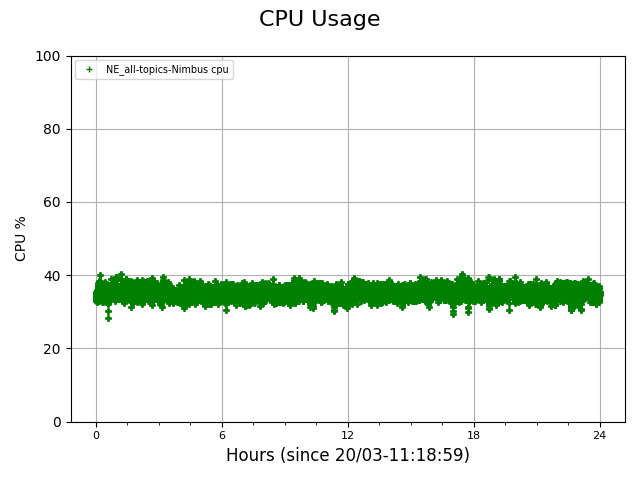 CPU Usage
100
NE_all-topics-Nimbus cpu
80
60
CPU %
40
20
0
0 6 12 18 24
Hours (since 20/03-11:18:59)